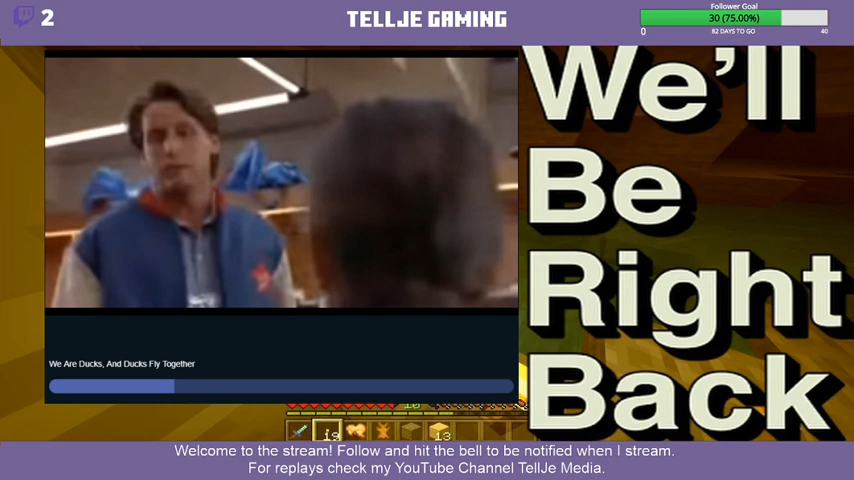 2
TELLJE GAMING
Follower Goal
30 (75.00%)
0
82 DAYS TO GO
40
We'll
Be
Right
Back
We Are Ducks, And Ducks Fly Together
10
19
13
Welcome to the stream! Follow and hit the bell to be notified when I stream.
For replays check my YouTube Channel TellJe Media.